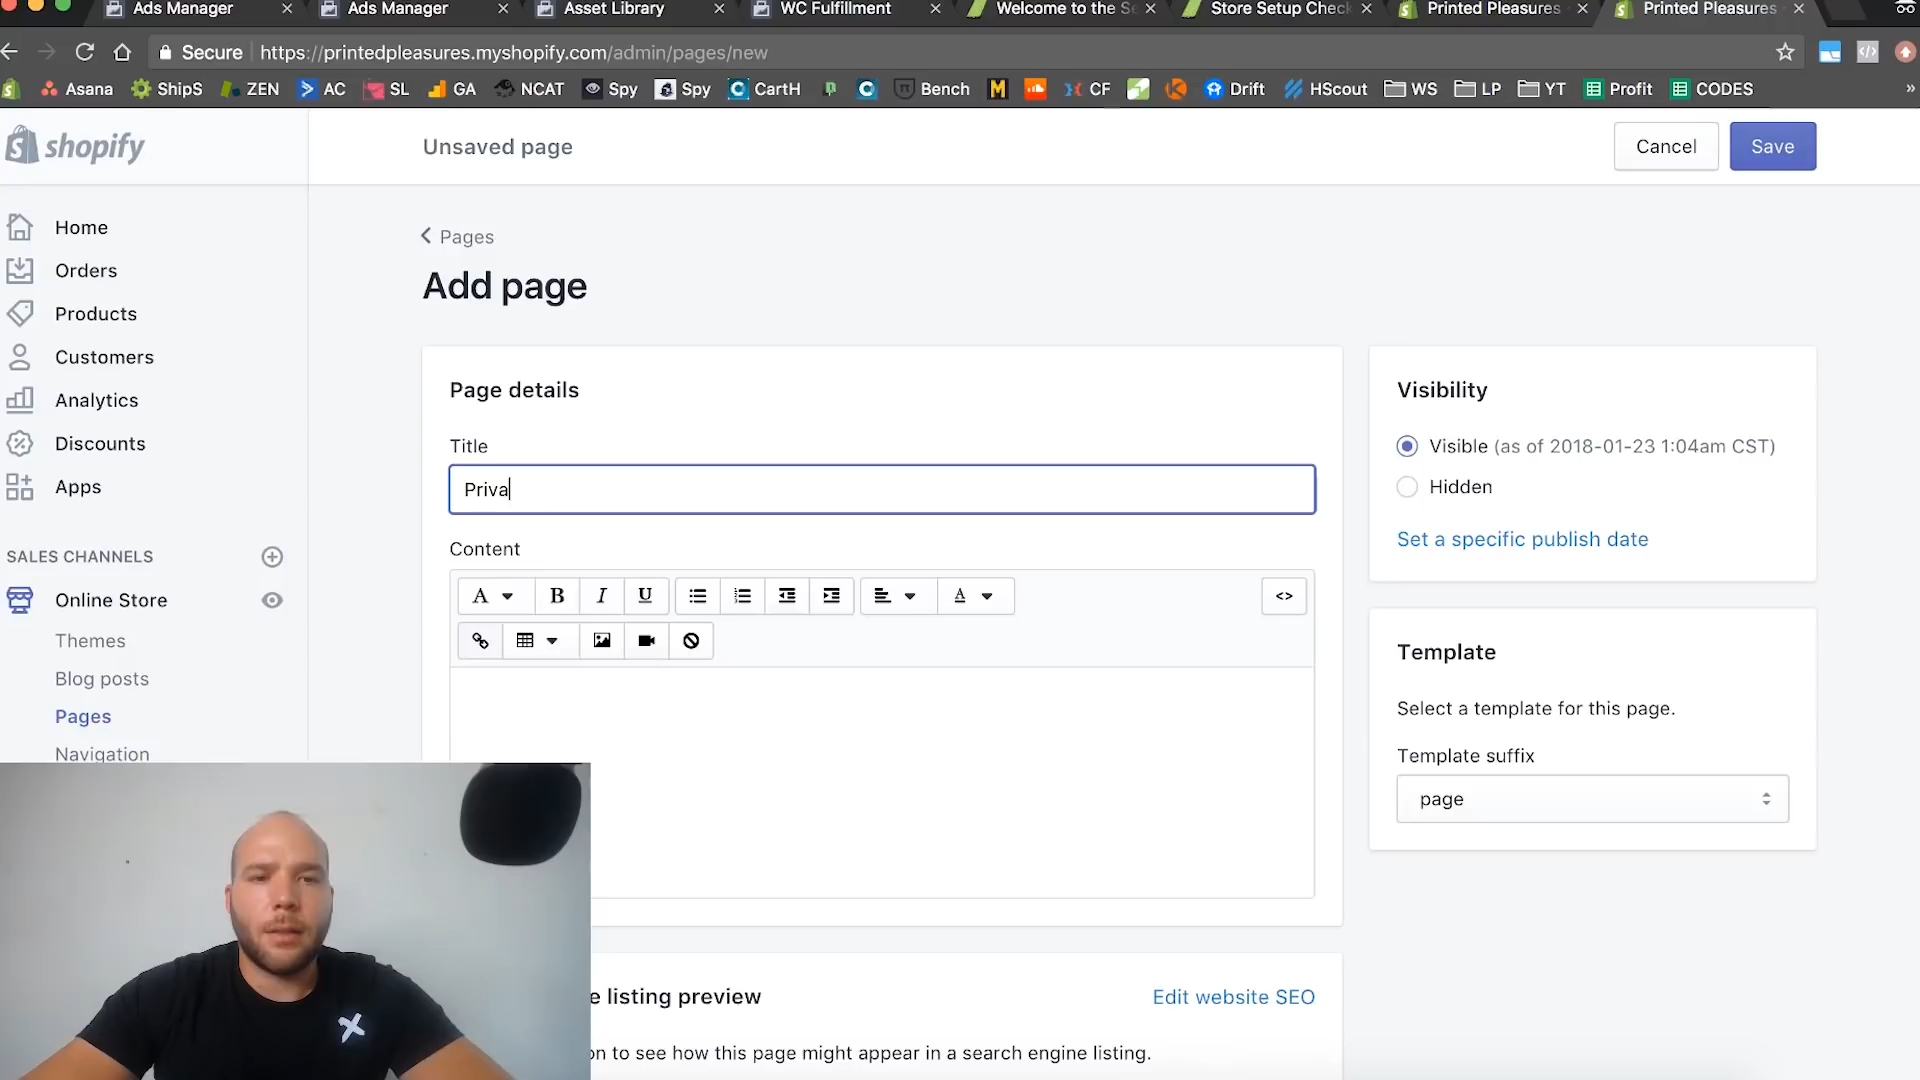 Ads Manager
Ads Manager
Asset Library
WC Fulfillment
Welcome to the S
Store Setup Check
Printed Pleasures
Printed Pleasures
Secure https://printedpleasures.myshopify.com/admin/pages/new
Asana ShipS ZEN AC SL GA NCAT Spy Spy CartH Bench CF Drift HScout WS LP YT Profit CODES
shopify
Unsaved page
Cancel
Save
Home
Orders
Products
Customers
Analytics
Discounts
Apps
SALES CHANNELS
Online Store
Themes
Blog posts
Pages
Navigation
Pages
Add page
Page details
Title
Priva
Content
Visibility
Visible (as of 2018-01-23 1:04am CST)
Hidden
Set a specific publish date
Template
Select a template for this page.
Template suffix
page
e listing preview
Edit website SEO
on to see how this page might appear in a search engine listing.